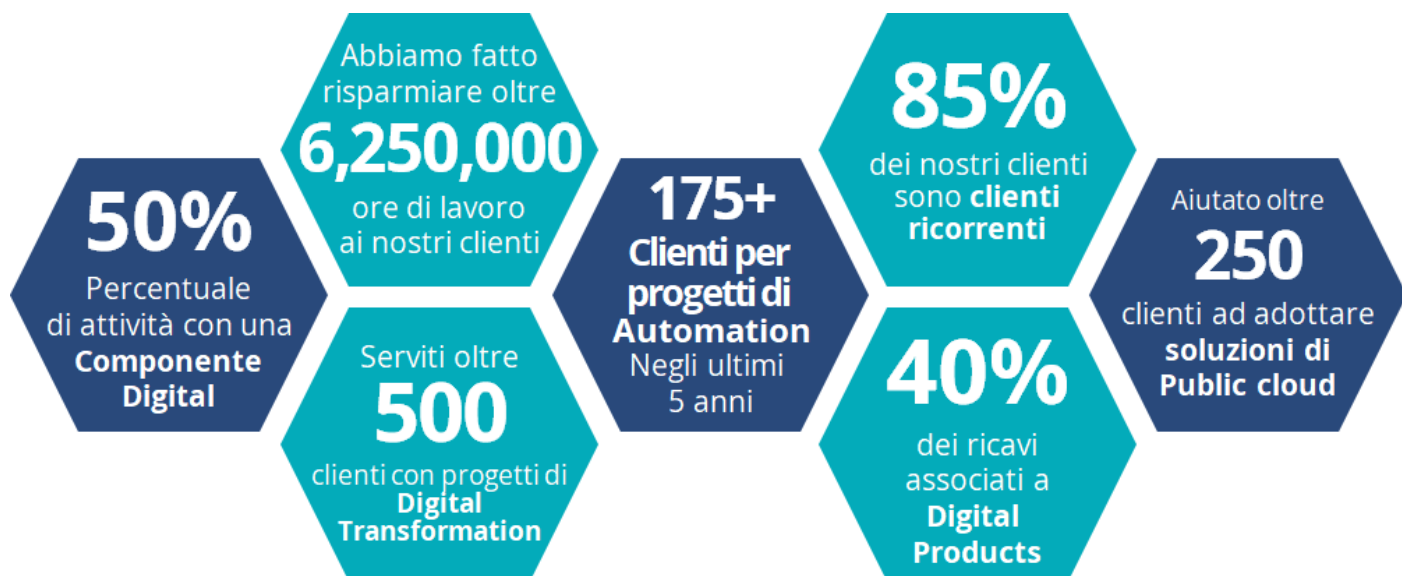 50%
Percentuale
di attività con una
Componente
Digital
Abbiamo fatto
risparmiare oltre
6,250,000
ore di lavoro
ai nostri clienti
Serviti oltre
500
clienti con progetti di
Digital
Transformation
175+
Clienti per
progetti di
Automation
Negli ultimi
5 anni
85%
dei nostri clienti
sono clienti
ricorrenti
40%
dei ricavi
associati a
Digital
Products
Aiutato oltre
250
clienti ad adottare
soluzioni di
Public cloud